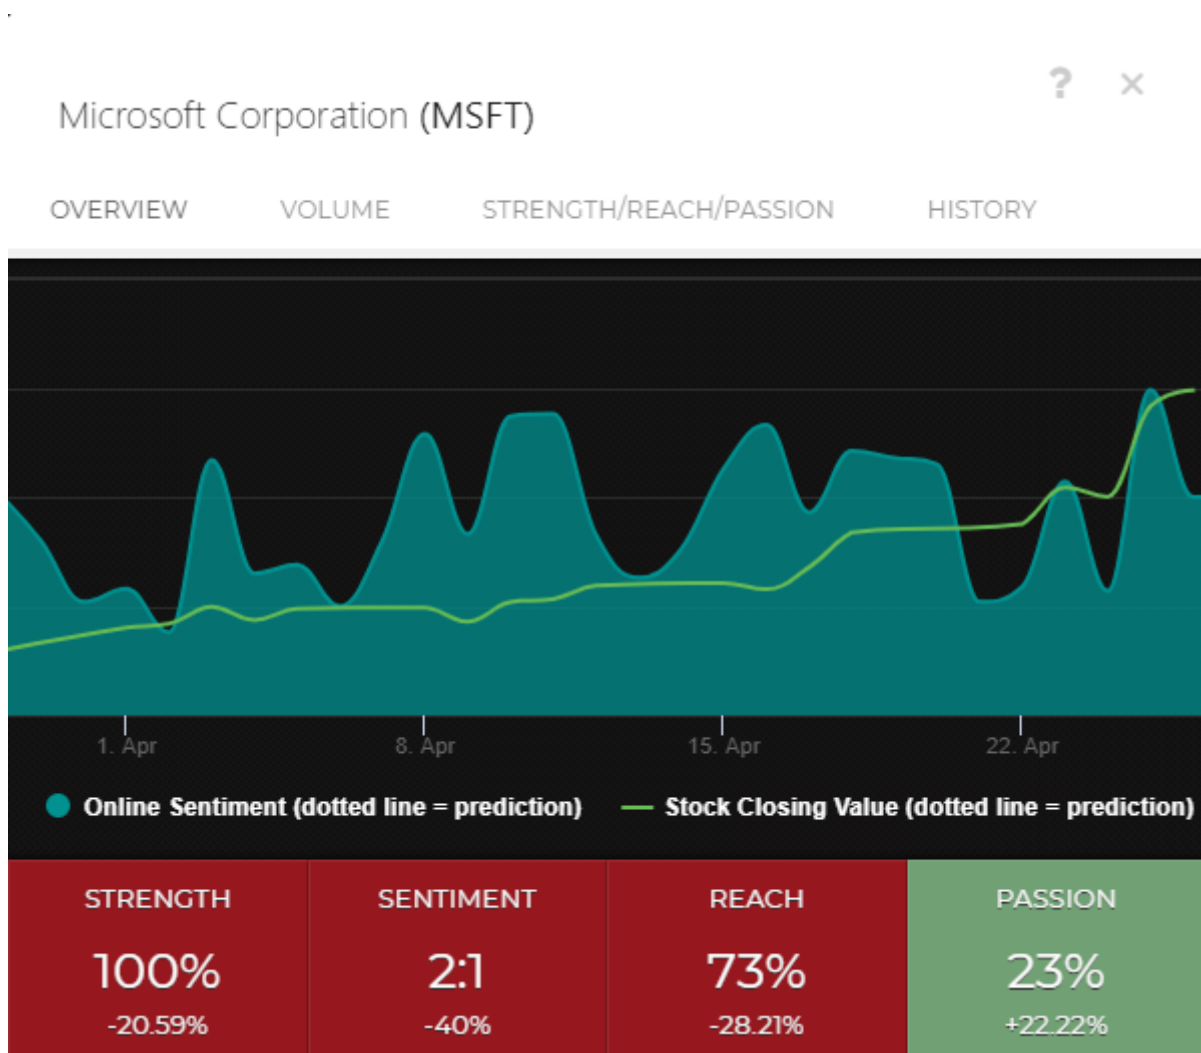 Microsoft Corporation (MSFT)
? ×
OVERVIEW VOLUME STRENGTH/REACH/PASSION HISTORY
1. Apr 8. Apr 15. Apr 22. Apr
Online Sentiment (dotted line = prediction) Stock Closing Value (dotted line = prediction)
STRENGTH SENTIMENT REACH PASSION
100% 2:1 73% 23%
-20.59% -40% -28.21% +22.22%